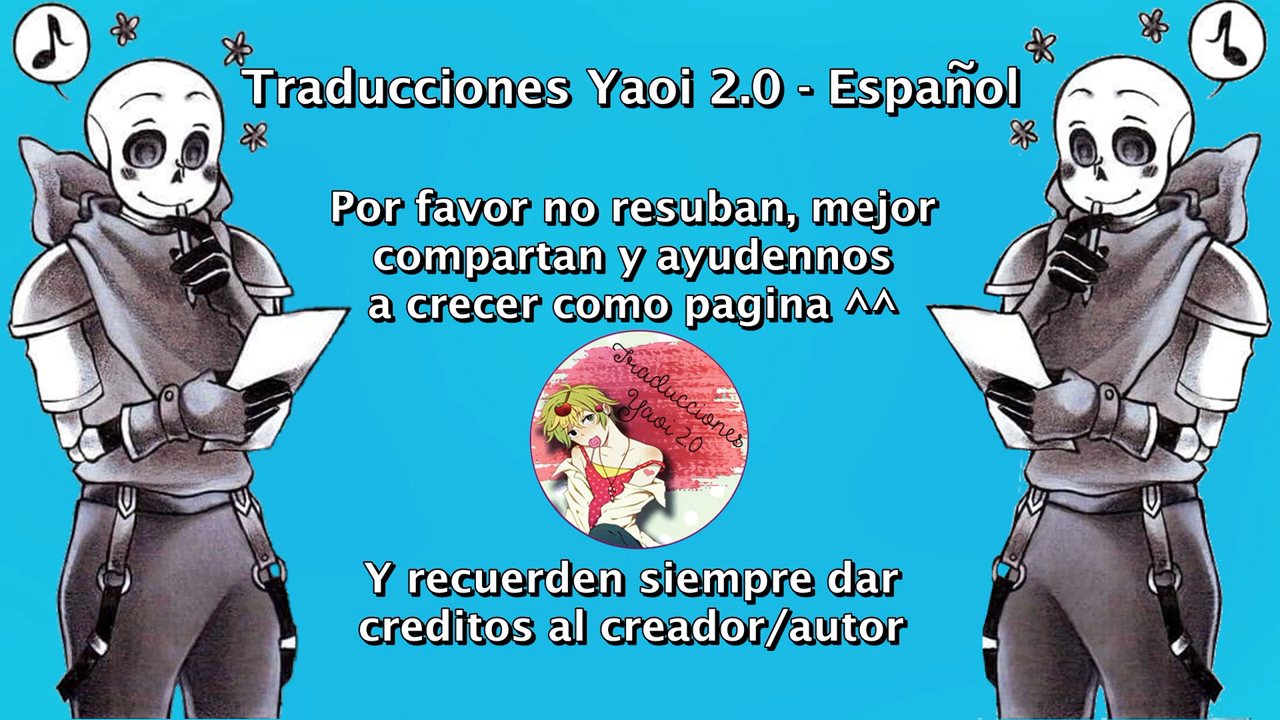 Traducciones Yaoi 2.0 - Español
Por favor no resuban, mejor
compartan y ayudennos
a crecer como pagina ^^
Traducciones
Yaoi 2.0
Y recuerden siempre dar
creditos al creador/autor